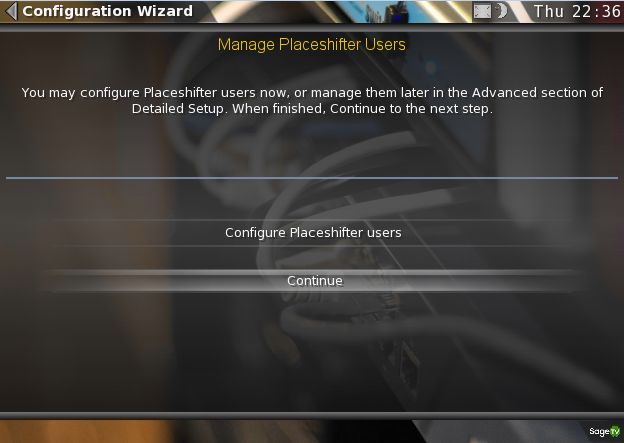 Configuration Wizard
Thu 22:36
Manage Placeshifter Users
You may configure Placeshifter users now, or manage them later in the Advanced section of
Detailed Setup. When finished, Continue to the next step.
Configure Placeshifter users
Continue
SageTV